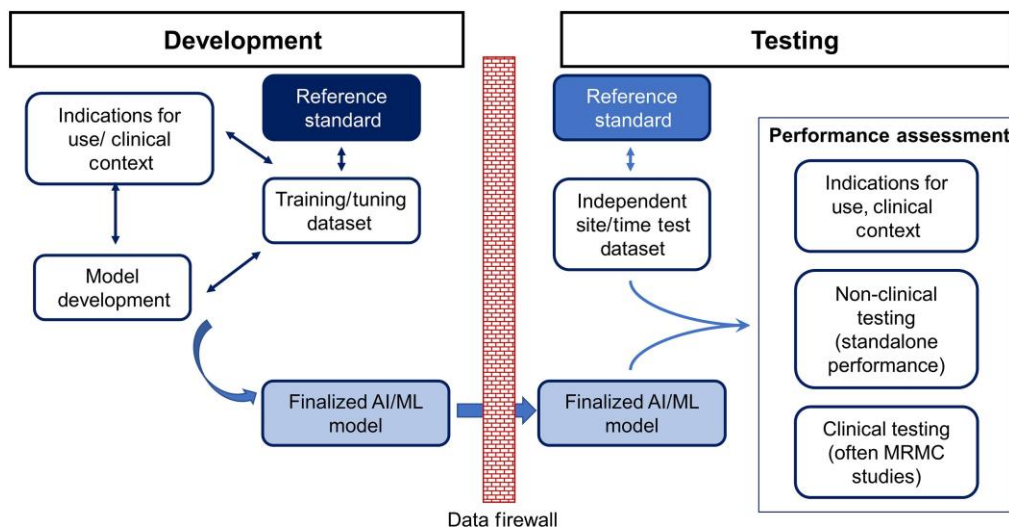 Development
Testing
Indications for
use/ clinical
context
Reference
standard
Training/tuning
dataset
Model
development
Finalized AI/ML
model
Data firewall
Reference
standard
Independent
site/time test
dataset
Finalized AI/ML
model
Performance assessment
Indications for
use, clinical
context
Non-clinical
testing
(standalone
performance)
Clinical testing
(often MRMC
studies)